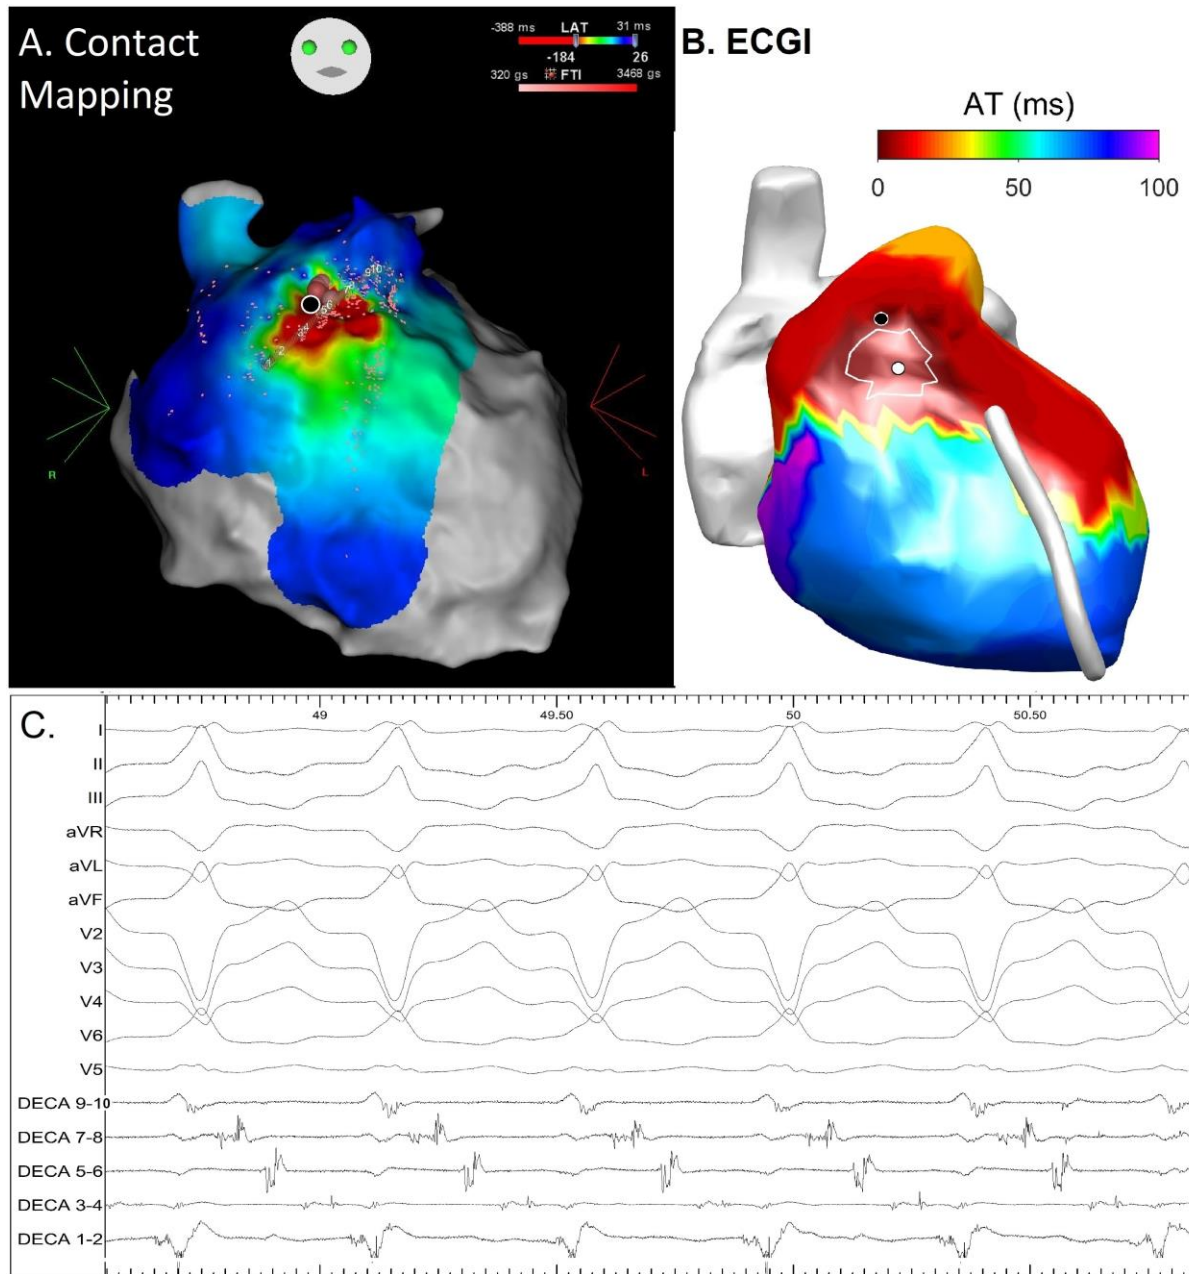 A. Contact
Mapping
-388 ms LAT 31 ms
-184 26
320 gs FTI 3468 gs
R
L
B. ECGI
AT (ms)
0 50 100
C.
49 49.50 50 50.50
I
II
III
aVR
aVL
aVF
V2
V3
V4
V6
V5
DECA 9-10
DECA 7-8
DECA 5-6
DECA 3-4
DECA 1-2